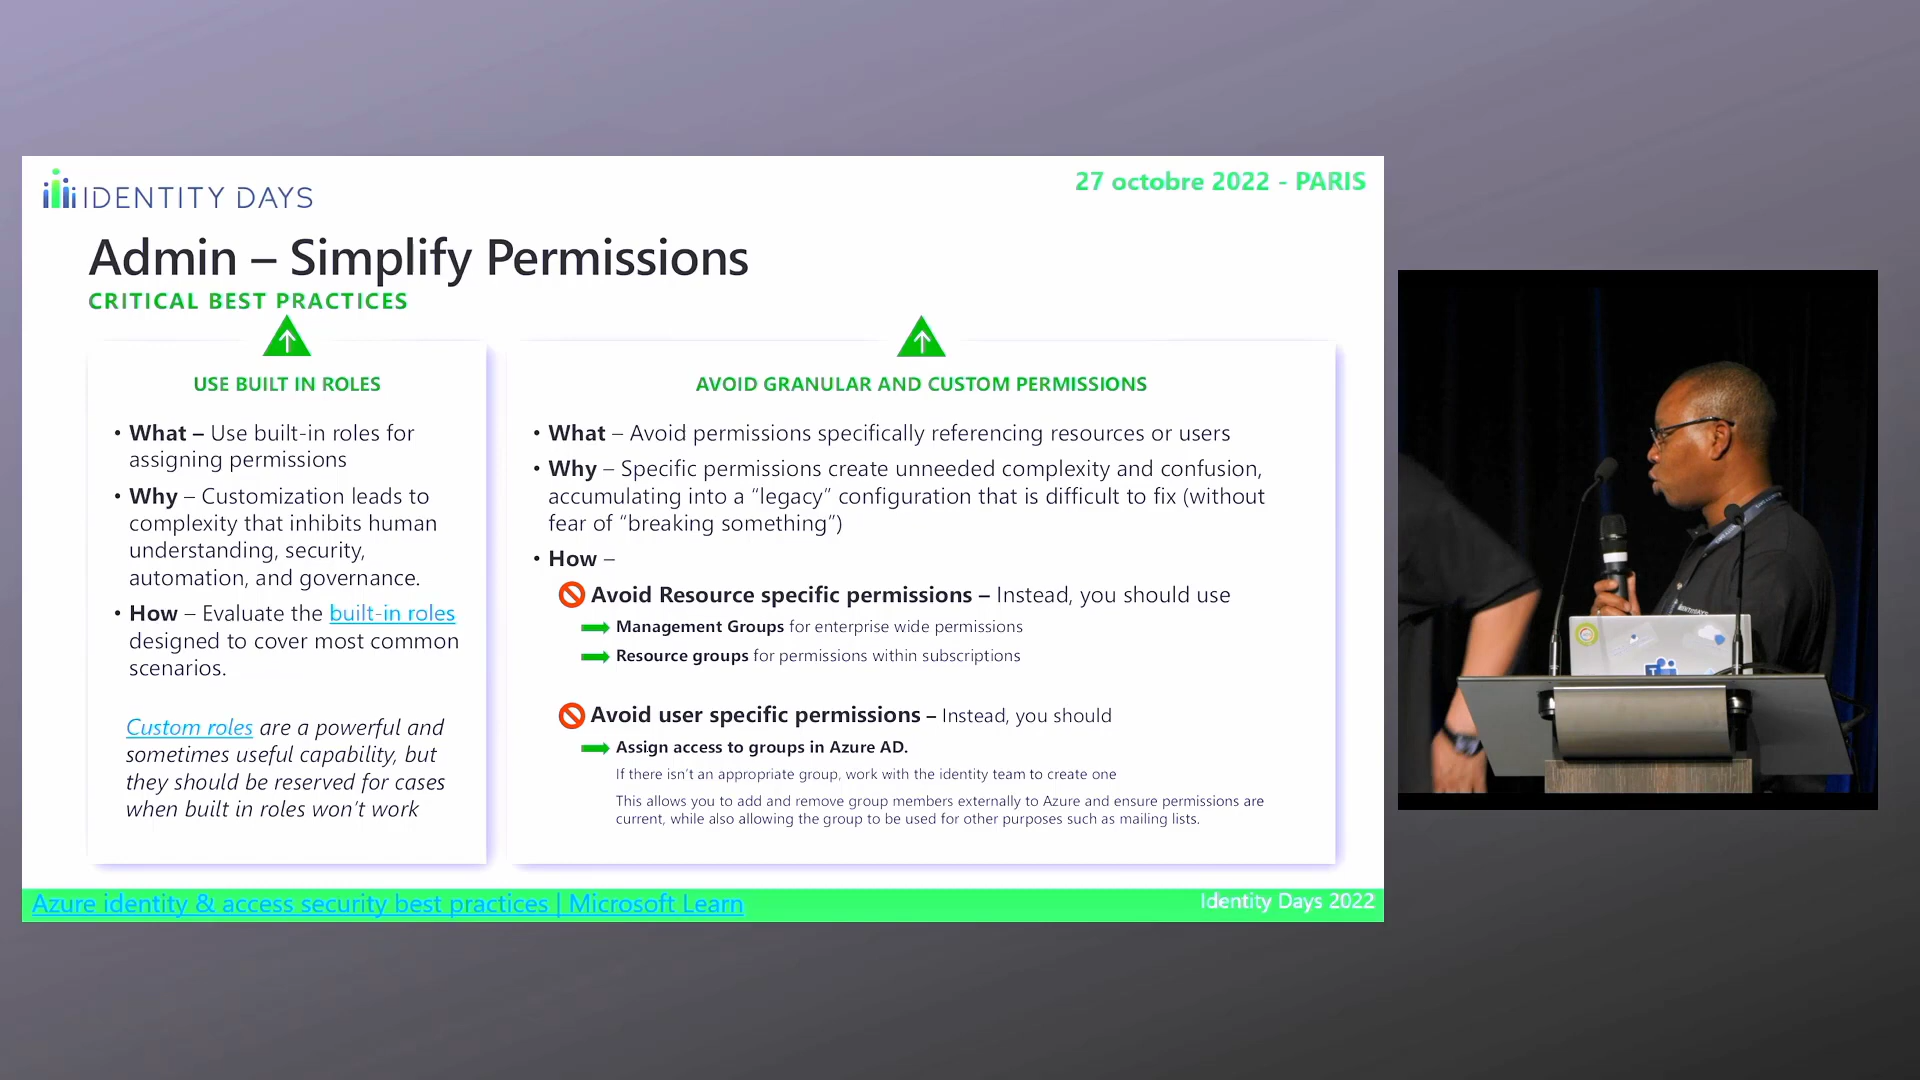 IDENTITY DAYS
27 octobre 2022 - PARIS
Admin – Simplify Permissions
CRITICAL BEST PRACTICES
USE BUILT IN ROLES
• What – Use built-in roles for
assigning permissions
• Why – Customization leads to
complexity that inhibits human
understanding, security,
automation, and governance.
• How – Evaluate the built-in roles
designed to cover most common
scenarios.
Custom roles are a powerful and
sometimes useful capability, but
they should be reserved for cases
when built in roles won’t work
AVOID GRANULAR AND CUSTOM PERMISSIONS
• What – Avoid permissions specifically referencing resources or users
• Why – Specific permissions create unneeded complexity and confusion,
accumulating into a “legacy” configuration that is difficult to fix (without
fear of “breaking something”)
• How –
Avoid Resource specific permissions – Instead, you should use
Management Groups for enterprise wide permissions
Resource groups for permissions within subscriptions
Avoid user specific permissions – Instead, you should
Assign access to groups in Azure AD.
If there isn’t an appropriate group, work with the identity team to create one
This allows you to add and remove group members externally to Azure and ensure permissions are
current, while also allowing the group to be used for other purposes such as mailing lists.
Azure identity & access security best practices | Microsoft Learn
Identity Days 2022